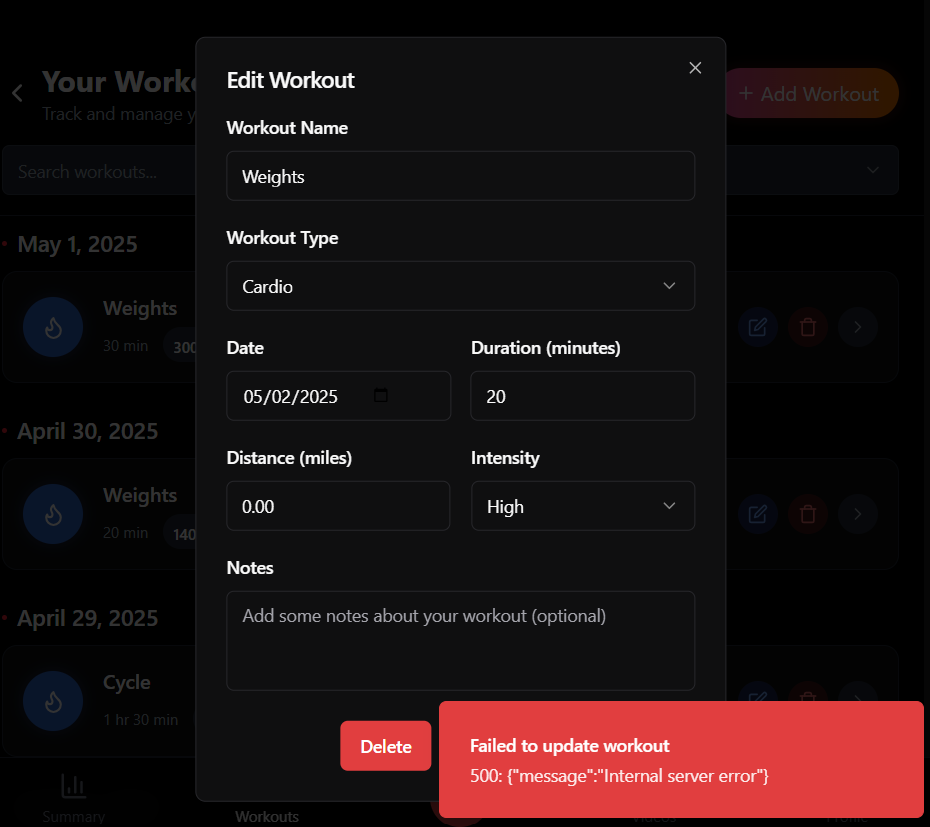 Edit Workout
Your Worko
+ Add Workout
Track and manage y
Workout Name
Weights
Search workouts...
Workout Type
Cardio
May 1, 2025
Weights
30 min 300
Date Duration (minutes)
05/02/2025 20
April 30, 2025
Distance (miles) Intensity
0.00 High
Weights
20 min 140
Notes
Add some notes about your workout (optional)
April 29, 2025
Cycle
1 hr 30 min
Delete
Failed to update workout
500: {"message":"Internal server error"}
Summary Workouts Videos Profile